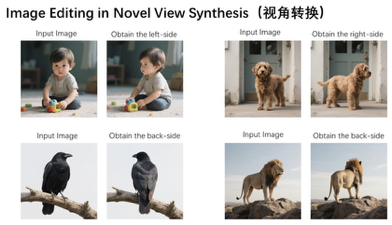 Image Editing in Novel View Synthesis（视角转换）
Input Image
Obtain the left-side
Input Image
Obtain the right-side
Input Image
Obtain the back-side
Input Image
Obtain the back-side